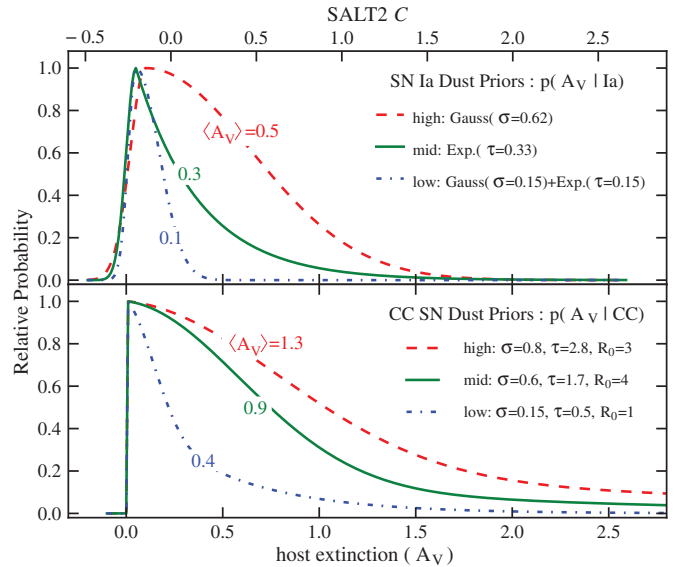 SALT2 C
−0.5 0.0 0.5 1.0 1.5 2.0 2.5
1.0
0.8
0.6
0.4
0.2
0.0
SN Ia Dust Priors : p( A_V | Ia)
high: Gauss( σ=0.62)
mid: Exp.( τ=0.33)
low: Gauss( σ=0.15)+Exp.( τ=0.15)
⟨A_V⟩=0.5
0.3
0.1
Relative Probability
1.0
0.8
0.6
0.4
0.2
0.0
CC SN Dust Priors : p( A_V | CC)
high: σ=0.8, τ=2.8, R_0=3
mid: σ=0.6, τ=1.7, R_0=4
low: σ=0.15, τ=0.5, R_0=1
⟨A_V⟩=1.3
0.9
0.4
0.0 0.5 1.0 1.5 2.0 2.5
host extinction ( A_V )